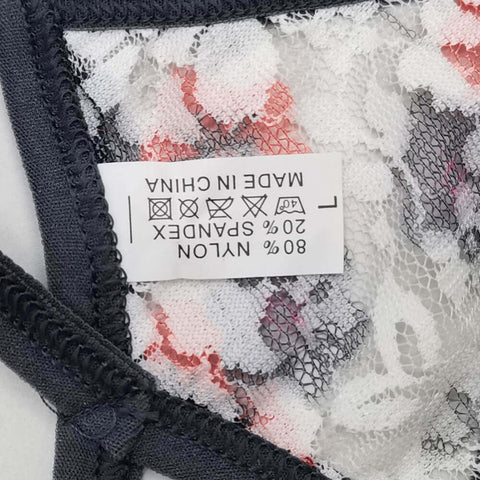 80% NYLON
20% SPANDEX
40°
L
MADE IN CHINA